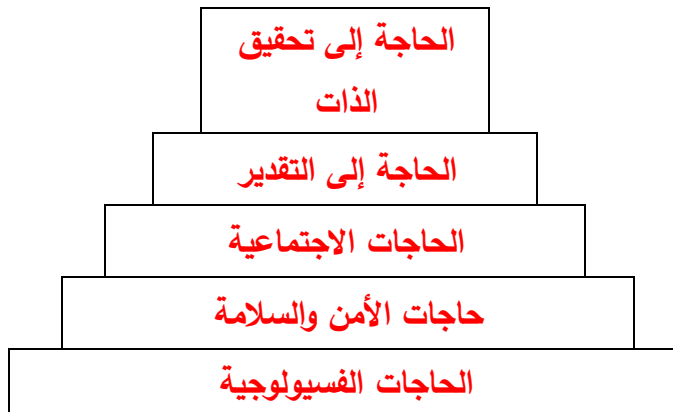 الحاجة إلى تحقيق
الذات
الحاجة إلى التقدير
الحاجات الاجتماعية
حاجات الأمن والسلامة
الحاجات الفسيولوجية